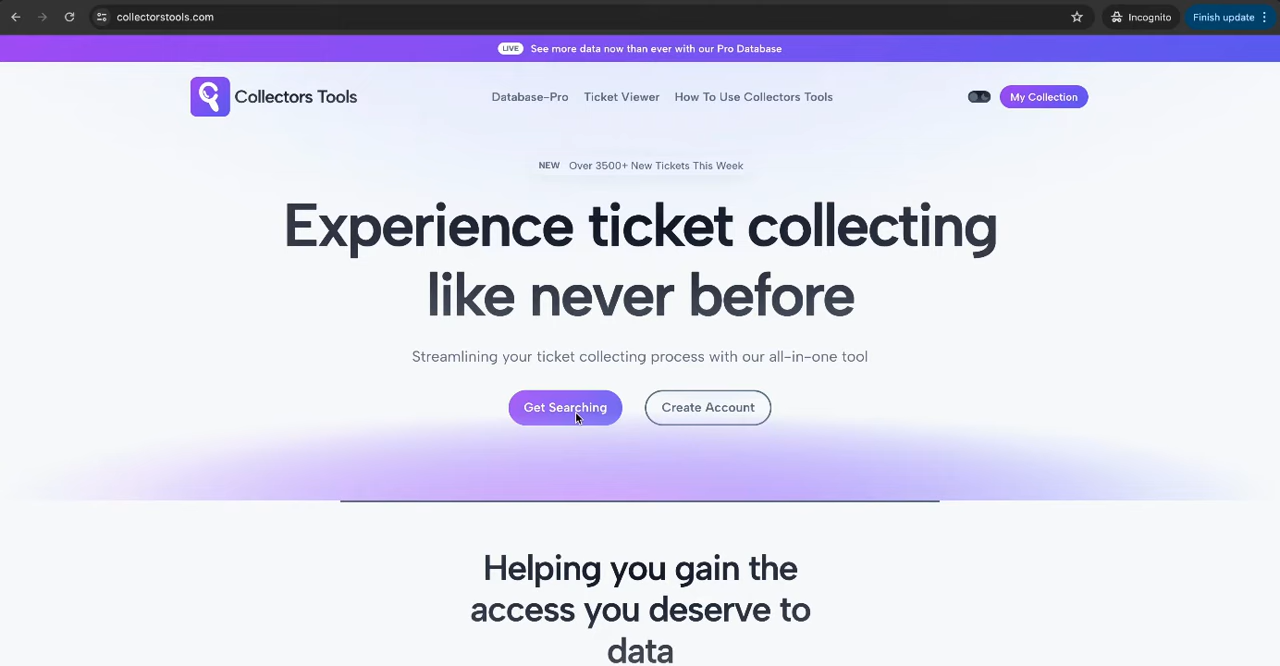 collectorstools.com
Incognito
Finish update
LIVE See more data now than ever with our Pro Database
Collectors Tools
Database-Pro Ticket Viewer How To Use Collectors Tools
My Collection
NEW Over 3500+ New Tickets This Week
Experience ticket collecting
like never before
Streamlining your ticket collecting process with our all-in-one tool
Get Searching
Create Account
Helping you gain the
access you deserve to
data